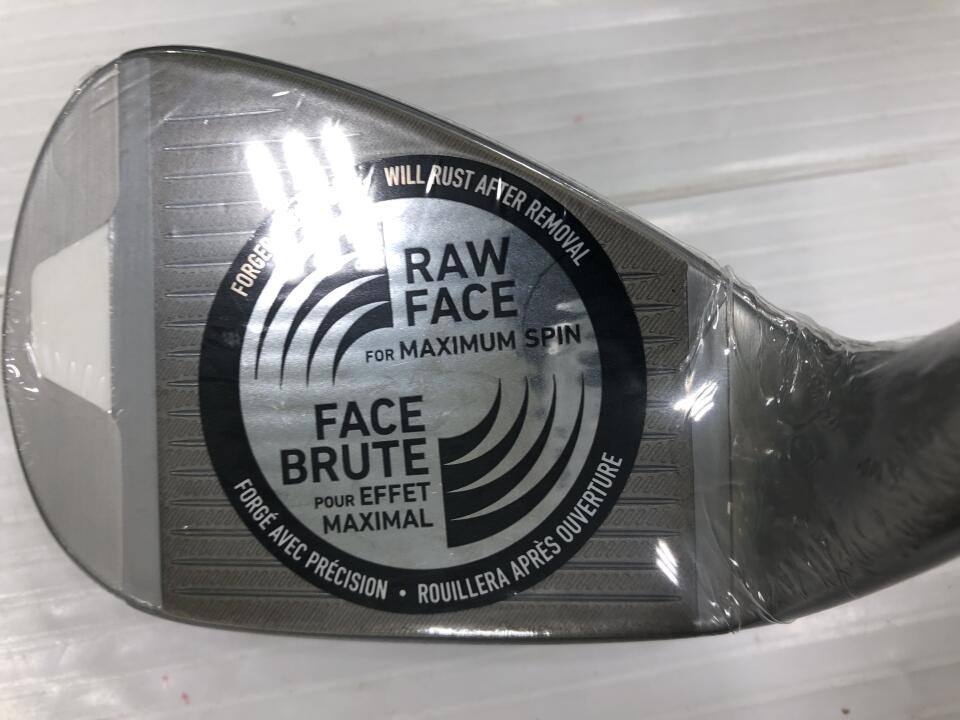 FORGED
WILL RUST AFTER REMOVAL
RAW
FACE
FOR MAXIMUM SPIN
FACE
BRUTE
POUR EFFET
MAXIMAL
FORGÉ AVEC PRÉCISION • ROUILLERA APRÈS OUVERTURE